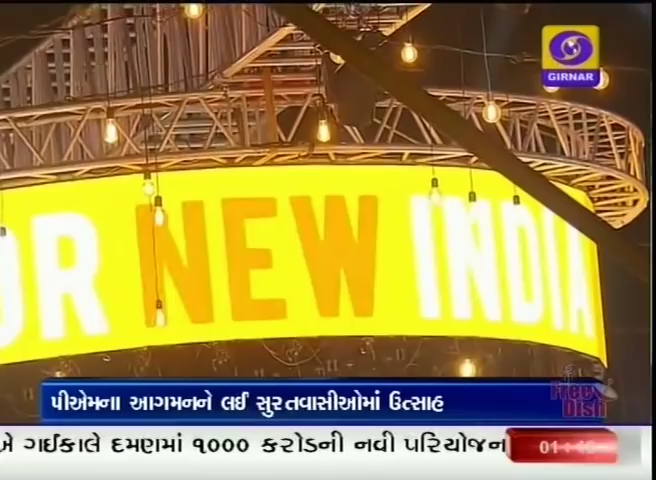 GIRNAR
OR NEW INDIA
પીએમના આગમનને લઈ સુરતવાસીઓમાં ઉત્સાહ
Free Dish
એ ગઈકાલે દમણમાં ૧૦૦૦ કરોડની નવી પરિયોજન